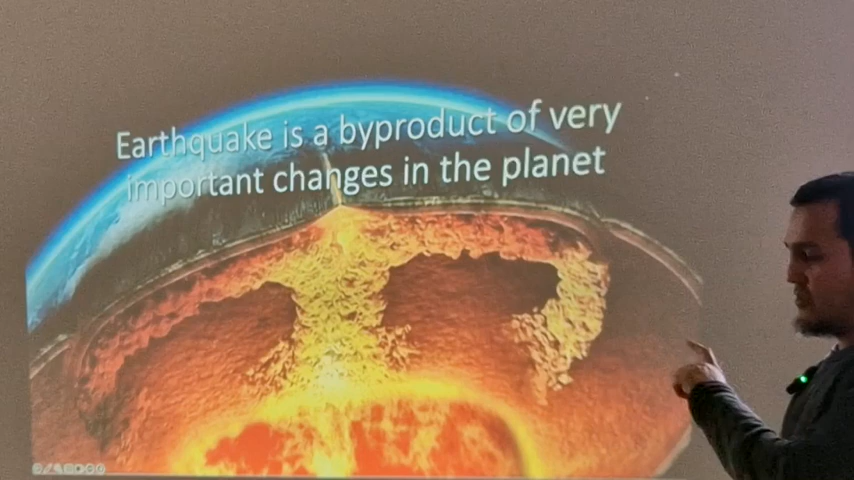 Earthquake is a byproduct of very
important changes in the planet